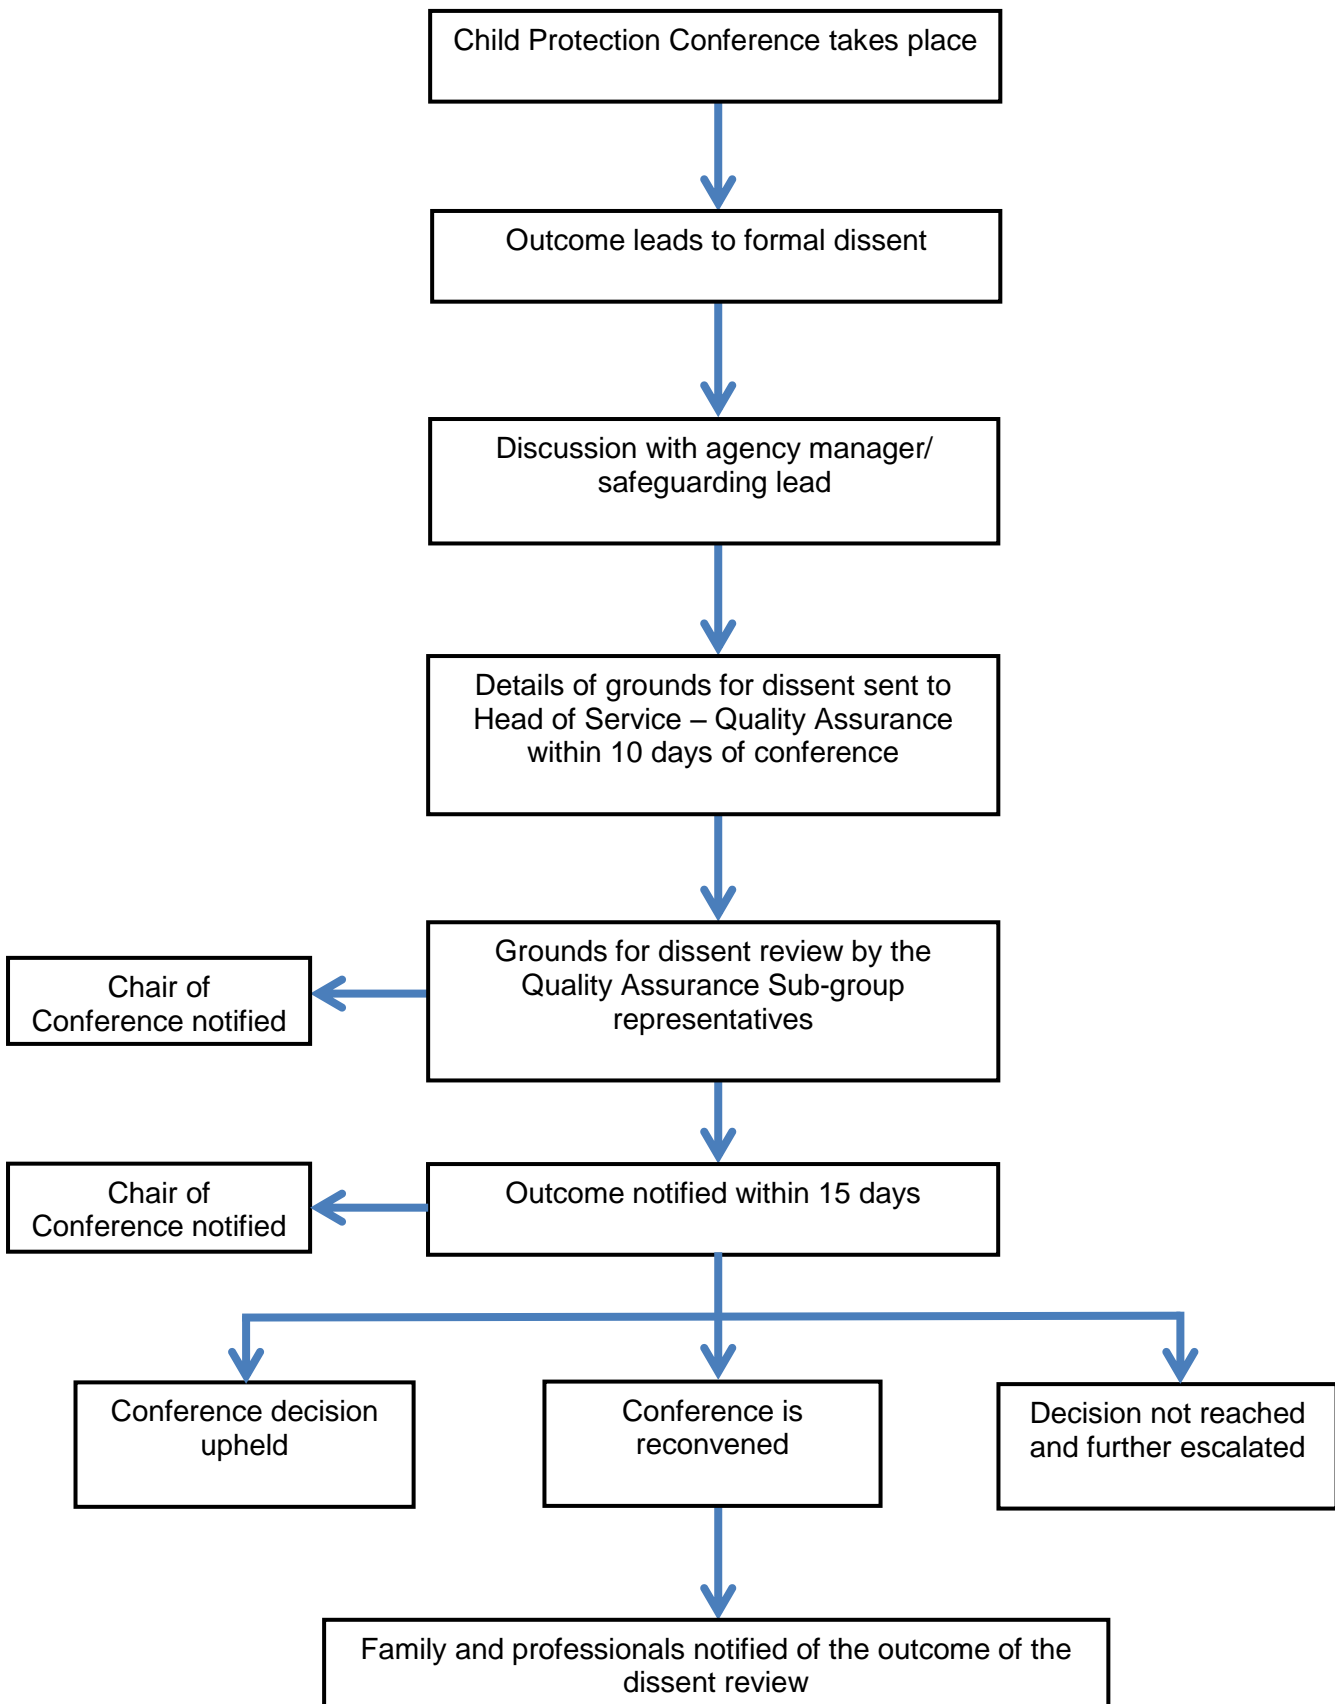 Child Protection Conference takes place
Outcome leads to formal dissent
Discussion with agency manager/
safeguarding lead
Details of grounds for dissent sent to
Head of Service – Quality Assurance
within 10 days of conference
Grounds for dissent review by the
Quality Assurance Sub-group
representatives
Chair of
Conference notified
Outcome notified within 15 days
Chair of
Conference notified
Conference decision
upheld
Conference is
reconvened
Decision not reached
and further escalated
Family and professionals notified of the outcome of the
dissent review